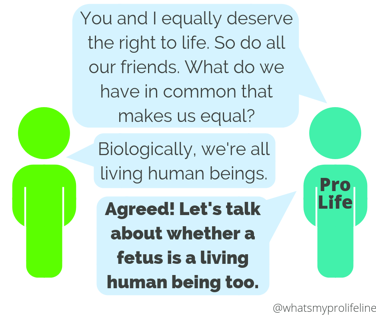 You and I equally deserve
the right to life. So do all
our friends. What do we
have in common that
makes us equal?
Biologically, we're all
living human beings.
Pro
Life
Agreed! Let's talk
about whether a
fetus is a living
human being too.
@whatsmyprolifeline